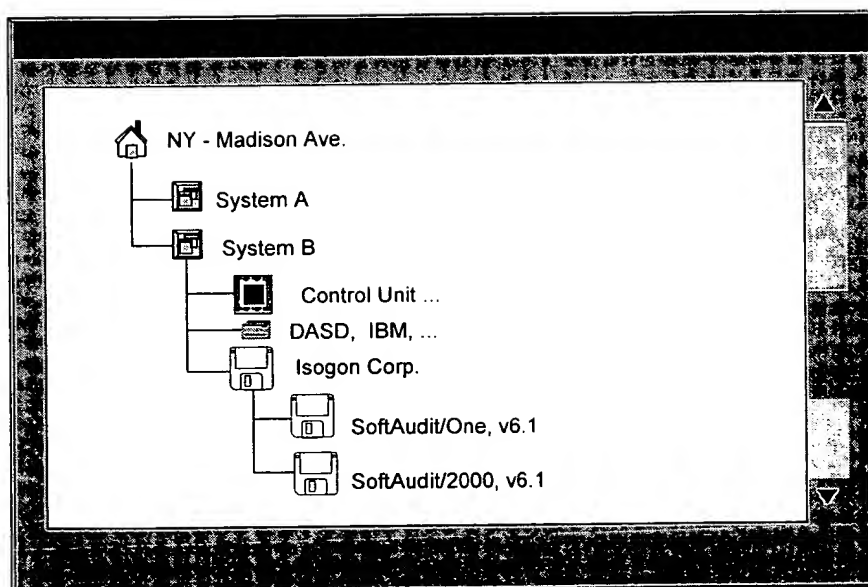 NY - Madison Ave.
System A
System B
Control Unit ...
DASD, IBM, ...
Isogon Corp.
SoftAudit/One, v6.1
SoftAudit/2000, v6.1